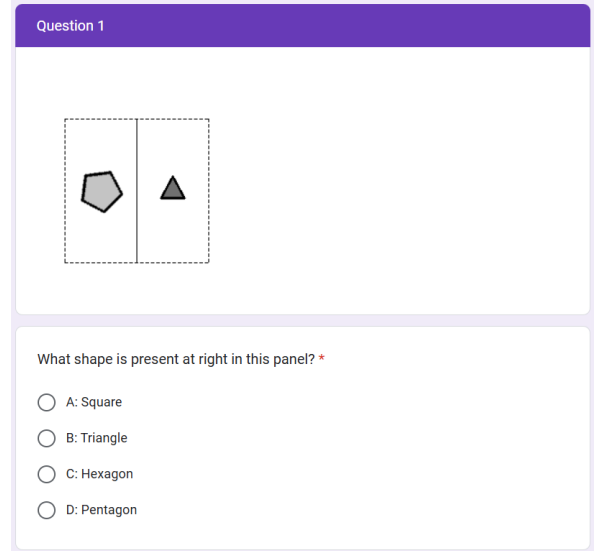 Question 1
What shape is present at right in this panel? *
A: Square
B: Triangle
C: Hexagon
D: Pentagon